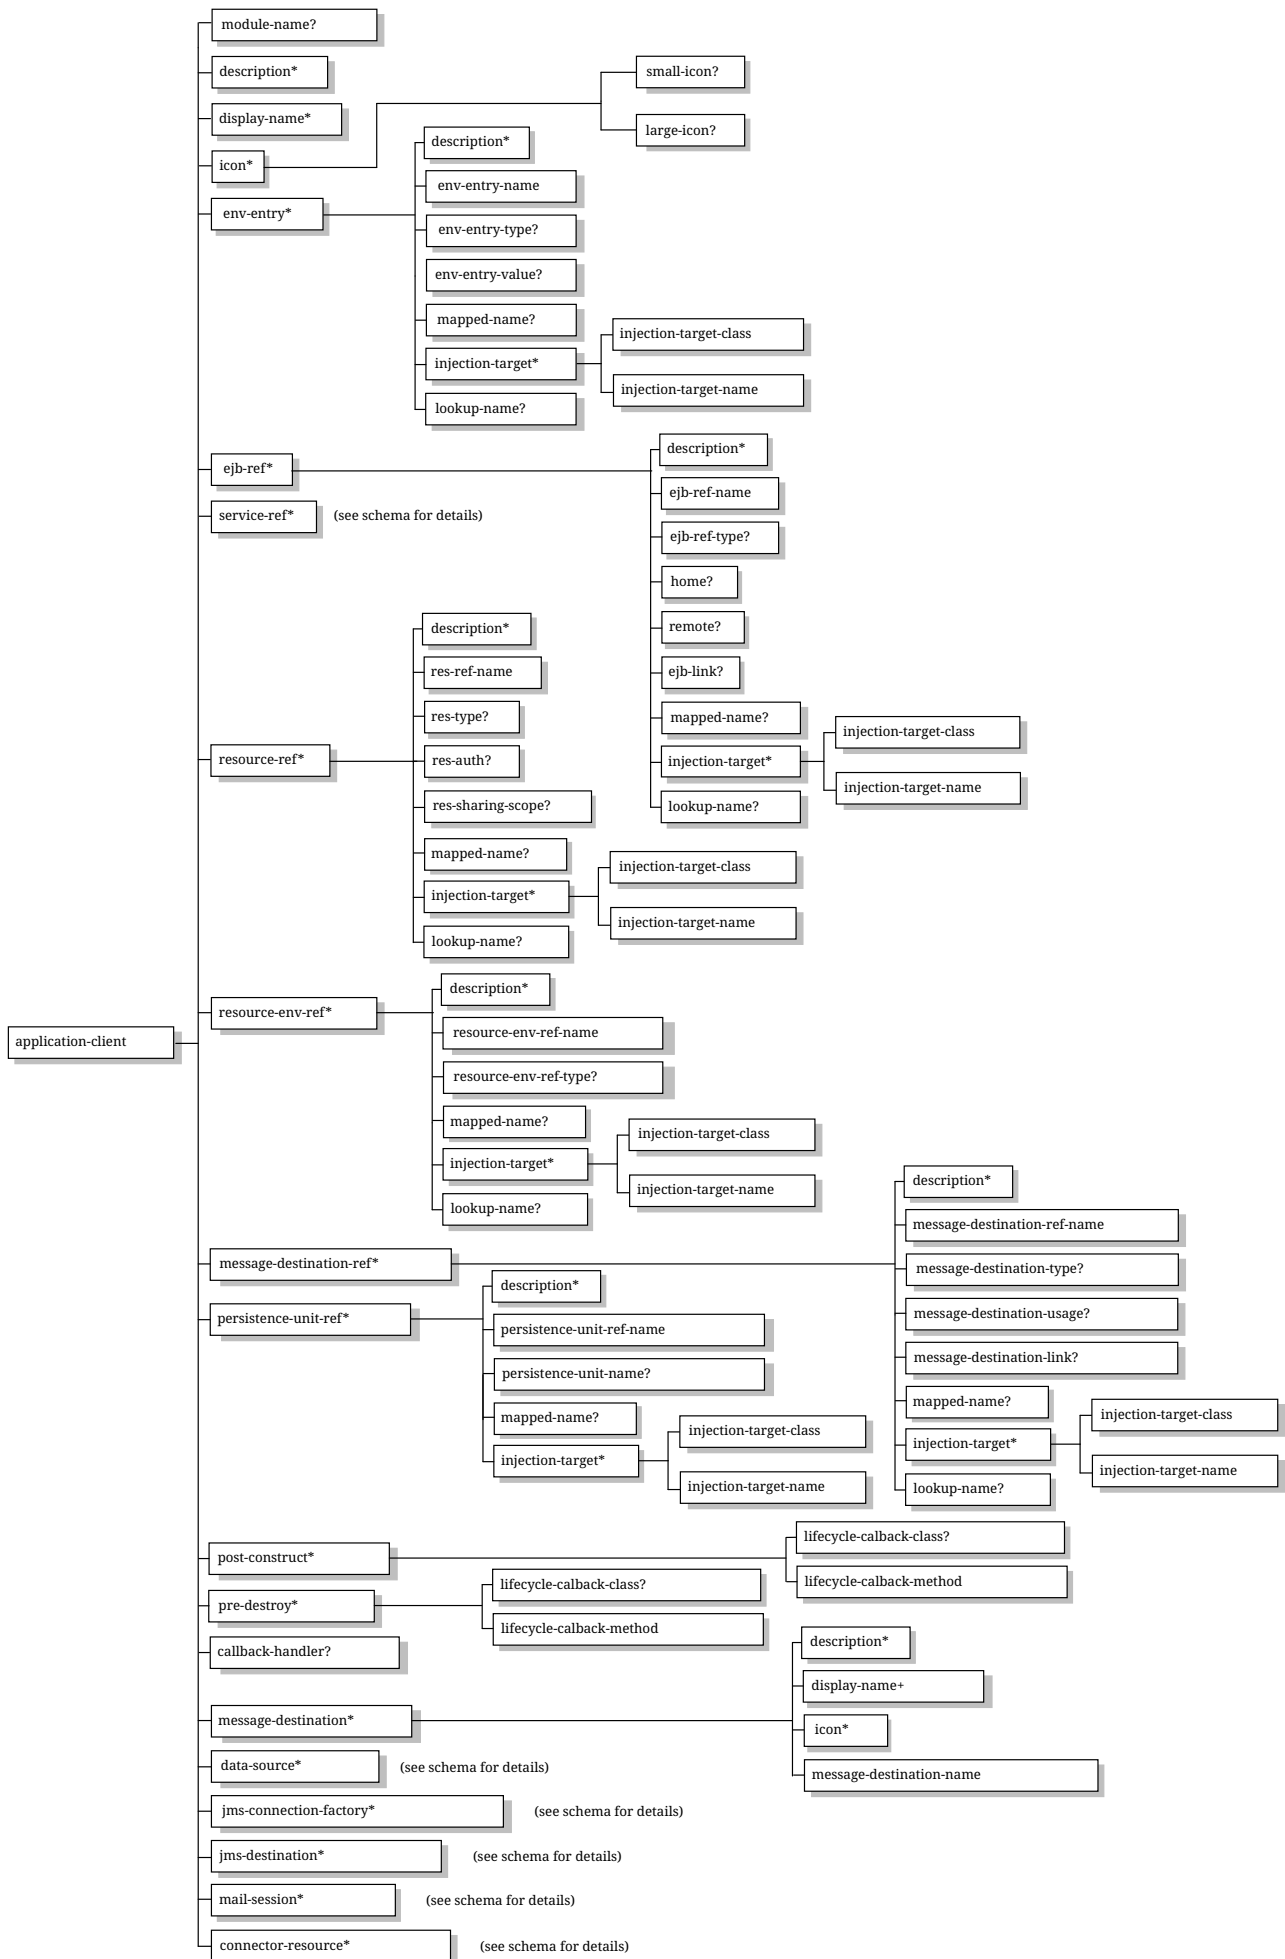 module-name?
description*
display-name*
icon*
small-icon?
large-icon?
env-entry*
description*
env-entry-name
env-entry-type?
env-entry-value?
mapped-name?
injection-target*
injection-target-class
injection-target-name
lookup-name?
ejb-ref*
description*
ejb-ref-name
ejb-ref-type?
home?
remote?
ejb-link?
mapped-name?
injection-target*
injection-target-class
injection-target-name
lookup-name?
service-ref*
(see schema for details)
resource-ref*
description*
res-ref-name
res-type?
res-auth?
res-sharing-scope?
mapped-name?
injection-target*
injection-target-class
injection-target-name
lookup-name?
application-client
resource-env-ref*
description*
resource-env-ref-name
resource-env-ref-type?
mapped-name?
injection-target*
injection-target-class
injection-target-name
lookup-name?
message-destination-ref*
description*
message-destination-ref-name
message-destination-type?
message-destination-usage?
message-destination-link?
mapped-name?
injection-target*
injection-target-class
injection-target-name
lookup-name?
persistence-unit-ref*
description*
persistence-unit-ref-name
persistence-unit-name?
mapped-name?
injection-target*
injection-target-class
injection-target-name
post-construct*
lifecycle-calback-class?
lifecycle-calback-method
pre-destroy*
lifecycle-calback-class?
lifecycle-calback-method
callback-handler?
message-destination*
description*
display-name+
icon*
message-destination-name
data-source*
(see schema for details)
jms-connection-factory*
(see schema for details)
jms-destination*
(see schema for details)
mail-session*
(see schema for details)
connector-resource*
(see schema for details)